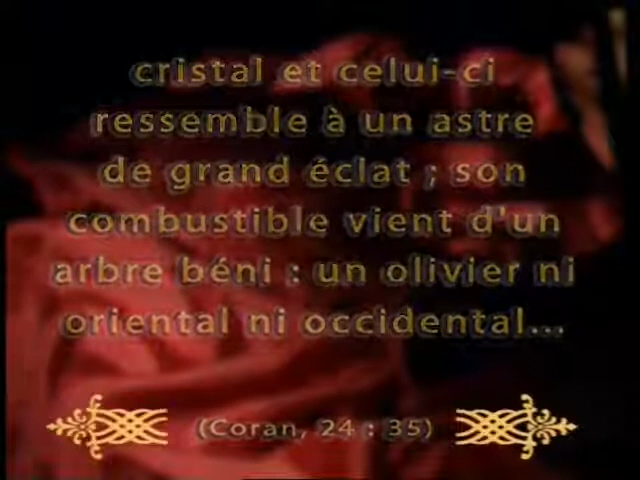 cristal et celui-ci
ressemble à un astre
de grand éclat ; son
combustible vient d'un
arbre béni : un olivier ni
oriental ni occidental...
(Coran, 24 : 35)